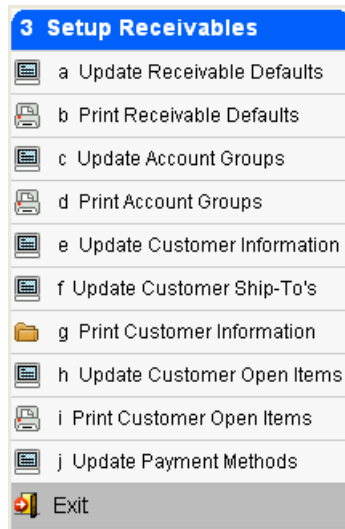 3 Setup Receivables
a Update Receivable Defaults
b Print Receivable Defaults
c Update Account Groups
d Print Account Groups
e Update Customer Information
f Update Customer Ship-To's
g Print Customer Information
h Update Customer Open Items
i Print Customer Open Items
j Update Payment Methods
Exit